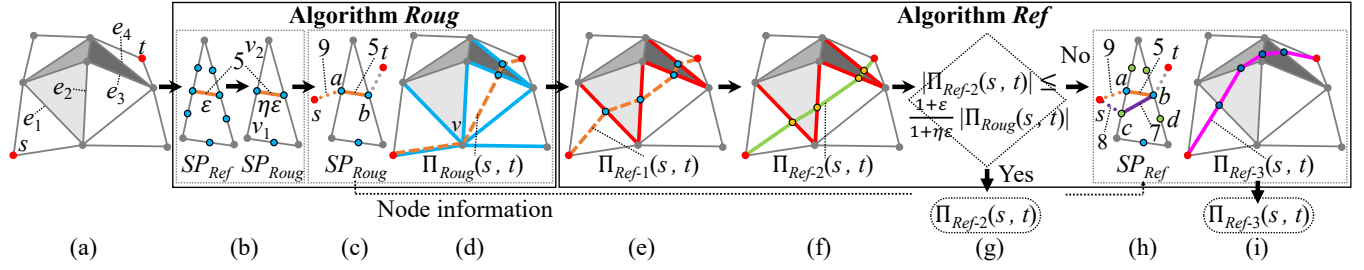 Algorithm Roug
Algorithm Ref
e4 t
e2 e3
e1
s
5 v2
ε ηε
v1
SPRef SPRoug
9 5 t
a
s b
SPRoug
v
ΠRoug(s, t)
ΠRef-1(s, t)
ΠRef-2(s, t)
|ΠRef-2(s, t)| ≤
1+ε
1+ηε |ΠRoug(s, t)|
No
Yes
9 5 t
a
s b
c d
8 7
SPRef
ΠRef-3(s, t)
Node information
ΠRef-2(s, t)
ΠRef-3(s, t)
(a) (b) (c) (d) (e) (f) (g) (h) (i)